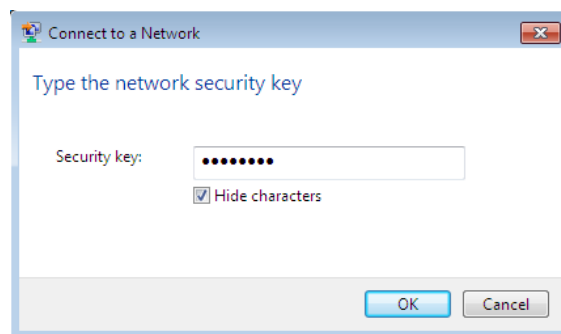 Connect to a Network
Type the network security key
Security key: ••••••••
Hide characters
OK Cancel